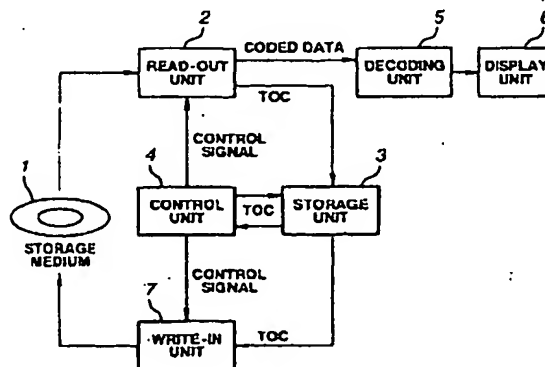 2
5
6
READ-OUT
UNIT
CODED DATA
DECODING
UNIT
DISPLAY
UNIT
TOC
CONTROL
SIGNAL
1
4
3
CONTROL
UNIT
TOC
STORAGE
UNIT
STORAGE
MEDIUM
CONTROL
SIGNAL
7
WRITE-IN
UNIT
TOC